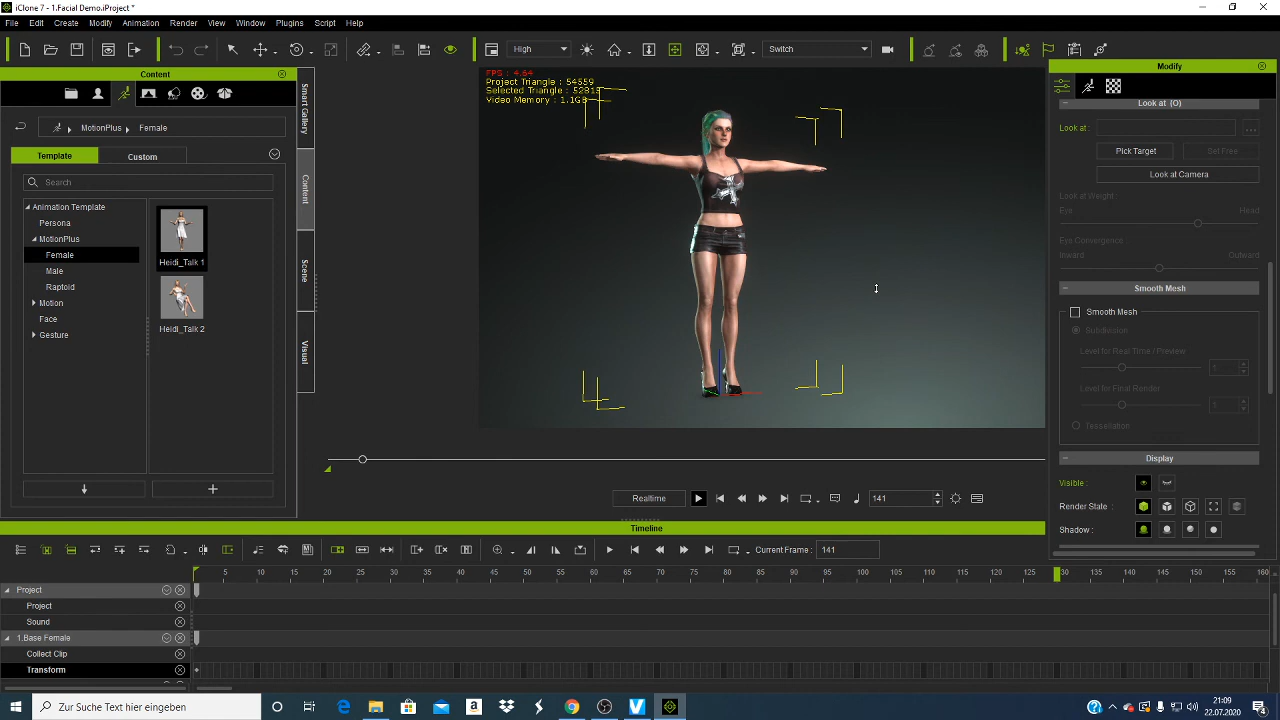 iClone 7 - 1.Facial Demo.iProject *
File Edit Create Modify Animation Render View Window Plugins Script Help
High
Switch
Content
MotionPlus Female
Template Custom
Search
Animation Template
Persona
MotionPlus
Female
Male
Raptoid
Motion
Face
Gesture
Heidi_Talk 1
Heidi_Talk 2
Smart Gallery
Content
Scene
Visual
FPS : 4.64
Project Triangle : 54559
Selected Triangle : 52818
Video Memory : 1.1GB
Realtime
141
Modify
Look at (O)
Look at :
Pick Target
Set Free
Look at Camera
Look at Weight :
Eye Head
Eye Convergence :
Inward Outward
Smooth Mesh
Smooth Mesh
Subdivision
Level for Real Time / Preview
Level for Final Render
Tessellation
Display
Visible :
Render State :
Shadow :
Timeline
Current Frame : 141
5 10 15 20 25 30 35 40 45 50 55 60 65 70 75 80 85 90 95 100 105 110 115 120 125 130 135 140 145 150 155 160
Project
Project
Sound
1.Base Female
Collect Clip
Transform
Zur Suche Text hier eingeben
21:09
22.07.2020